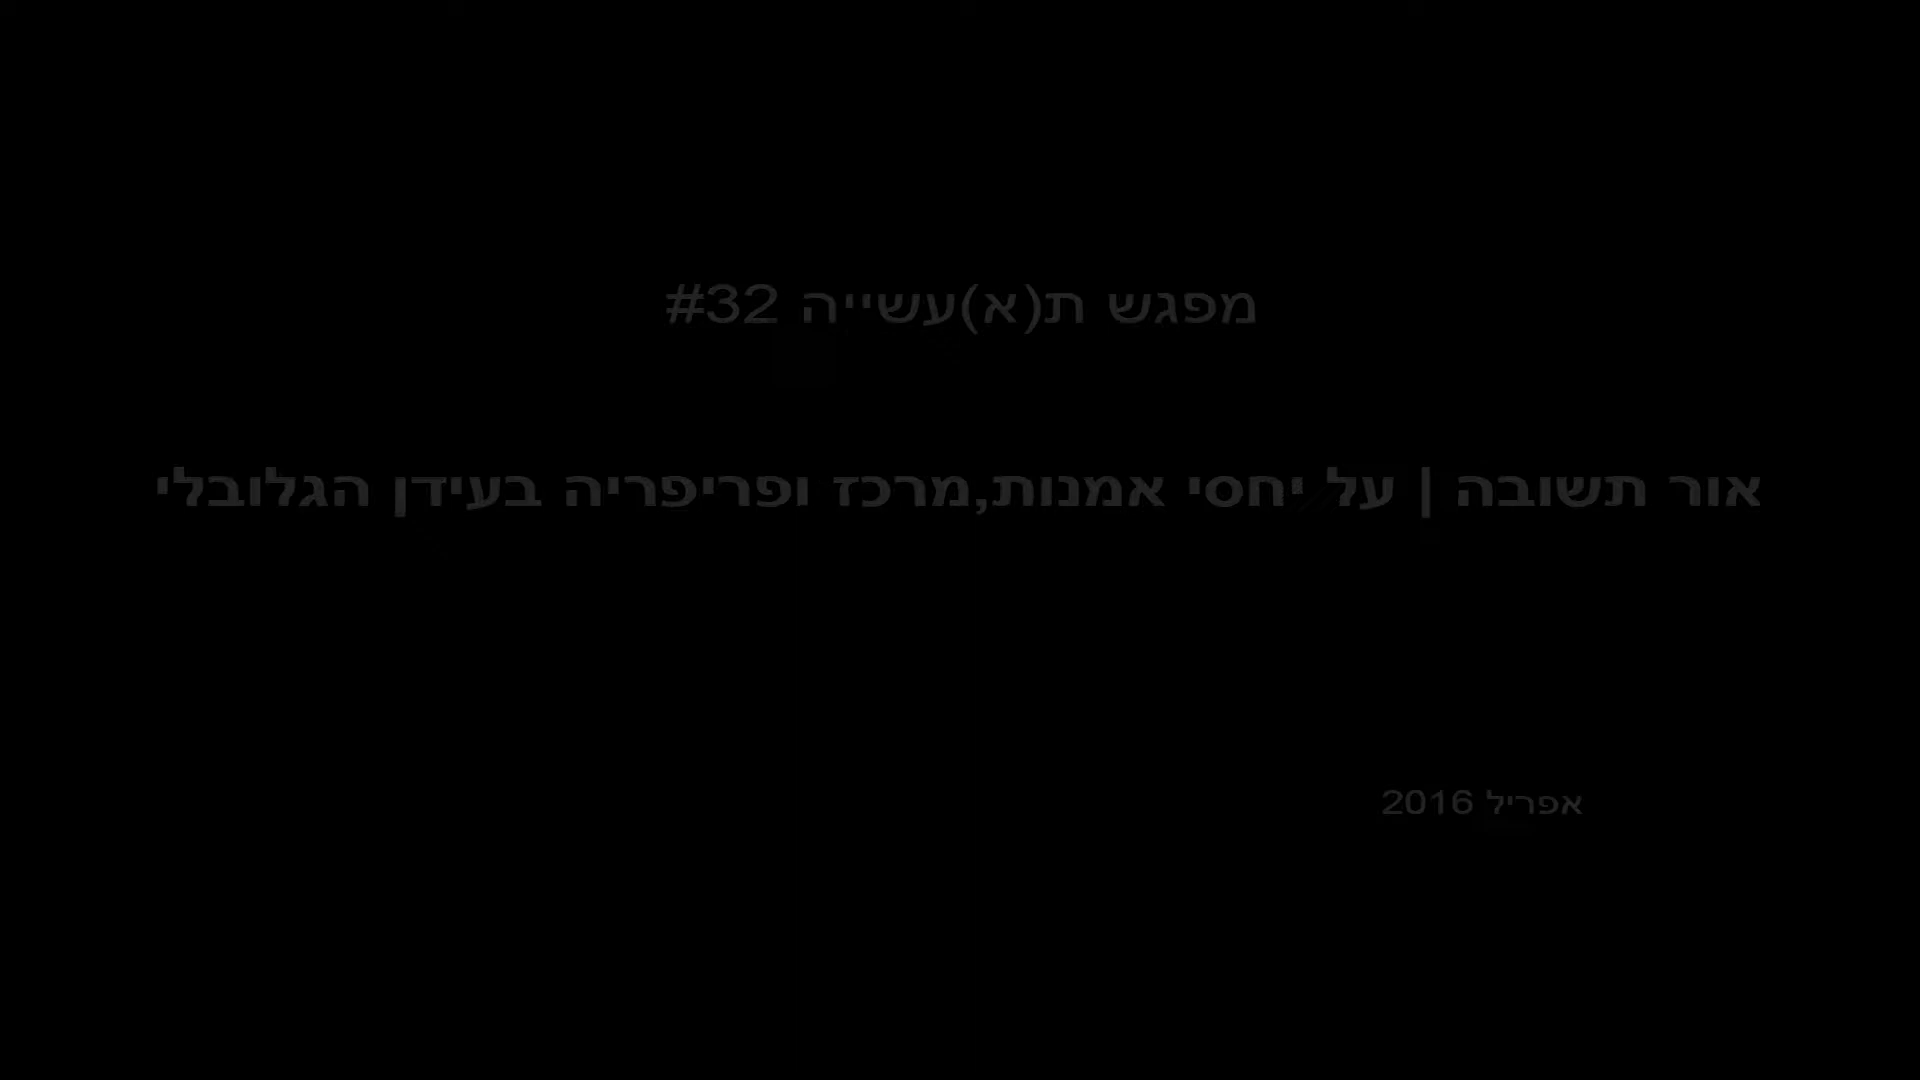 מפגש ת(א)עשייה 32#
אור תשובה | על יחסי אמנות,מרכז ופריפריה בעידן הגלובלי
אפריל 2016